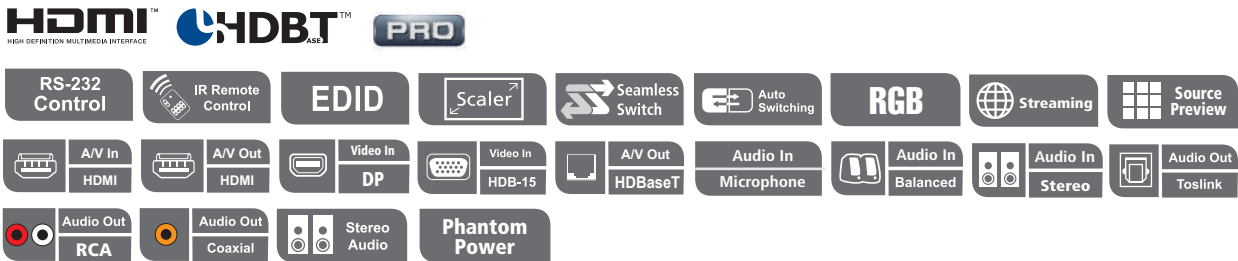 HDMI™
HIGH DEFINITION MULTIMEDIA INTERFACE
HDBT™
ASE
PRO
RS-232
Control
IR Remote
Control
EDID
Scaler
Seamless
Switch
Auto
Switching
RGB
Streaming
Source
Preview
A/V In
HDMI
A/V Out
HDMI
Video In
DP
Video In
HDB-15
A/V Out
HDBaseT
Audio In
Microphone
Audio In
Balanced
Audio In
Stereo
Audio Out
Toslink
Audio Out
RCA
Audio Out
Coaxial
Stereo
Audio
Phantom
Power